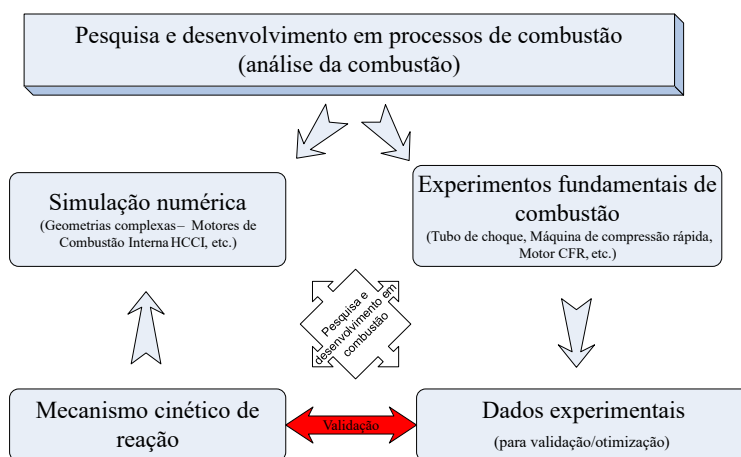 Pesquisa e desenvolvimento em processos de combustão
(análise da combustão)
Simulação numérica
(Geometrias complexas– Motores de
Combustão Interna HCCI, etc.)
Experimentos fundamentais de
combustão
(Tubo de choque, Máquina de compressão rápida,
Motor CFR, etc.)
Pesquisa e
desenvolvimento em
combustão
Mecanismo cinético de
reação
Validação
Dados experimentais
(para validação/otimização)